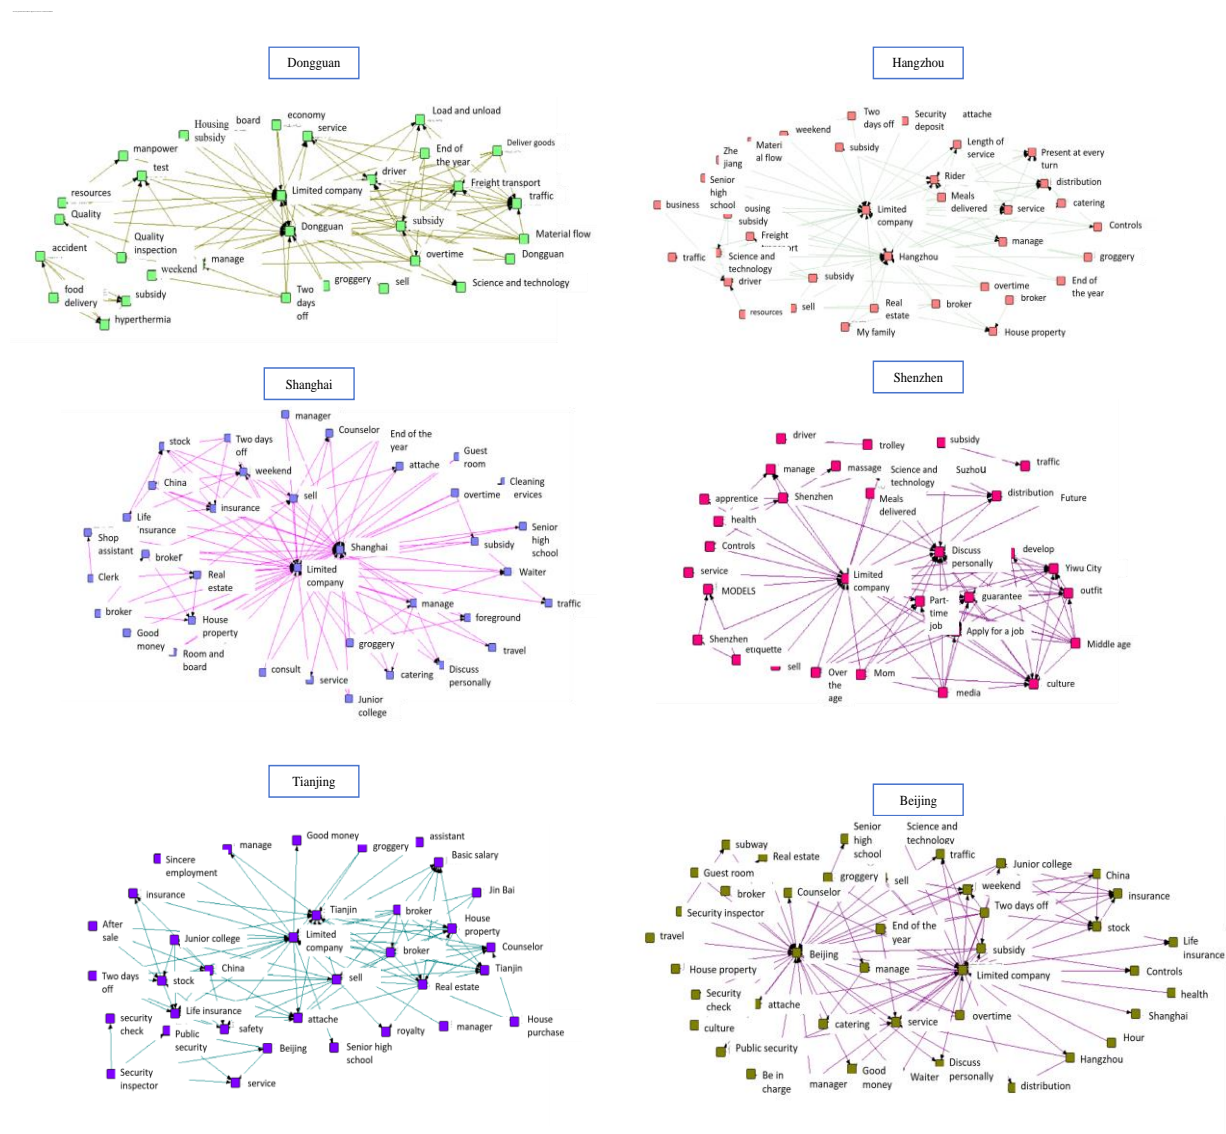 Dongguan
Housing
subsidy
board
economy
service
Load and unload
manpower
test
End of
the year
Deliver goods
driver
resources
Limited company
Freight transport
traffic
Quality
Dongguan
subsidy
Quality
inspection
Material flow
accident
weekend
manage
overtime
Dongguan
food
delivery
subsidy
Two
days
off
groggery
sell
Science and technology
hyperthermia
Hangzhou
Two
days off
Security
deposit
attache
weekend
subsidy
Zhe
jiang
Materi
al flow
Length of
service
Present at every
turn
Senior
high
school
Rider
distribution
business
ousing
subsidy
Limited
company
Meals
delivered
service
catering
Controls
Freight
manage
traffic
Science and
technology
Hangzhou
groggery
driver
subsidy
overtime
End of
the year
resources
sell
Real
estate
broker
broker
My family
House property
Shanghai
manager
stock
Two days
off
Counselor
End of the
year
Guest
room
weekend
attache
China
sell
overtime
Cleaning
ervices
Life
nsurance
insurance
Shop
assistant
Senior
high
school
broker
Shanghai
subsidy
Clerk
Real
estate
Limited
company
Waiter
broker
manage
traffic
House
property
foreground
Good
money
Room and
board
groggery
travel
consult
service
catering
Discuss
personally
Junior
college
Shenzhen
driver
trolley
subsidy
traffic
manage
massage
Science and
technology
Suzhou
apprentice
Shenzhen
Meals
delivered
distribution
Future
health
Controls
Discuss
personally
develop
service
Limited
company
Yiwu City
MODELS
Part-
time
job
guarantee
outfit
Shenzhen
Apply for a job
Middle age
etiquette
sell
Over
the
age
Mom
media
culture
Tianjing
manage
Good money
groggery
assistant
Sincere
employment
Basic salary
insurance
Jin Bai
After
sale
Tianjin
broker
House
property
Junior college
Limited
company
broker
Counselor
Two days
off
China
stock
sell
Tianjin
Real estate
security
check
Life insurance
attache
Public
security
safety
royalty
manager
House
purchase
Beijing
Senior high
school
Security
inspector
service
Beijing
subway
Senior
high
school
Science and
technology
Real estate
traffic
Junior college
Guest room
groggery
sell
China
broker
Counselor
weekend
insurance
Security inspector
Two days off
travel
End of the
year
stock
Beijing
subsidy
Life
insurance
House property
manage
Limited company
Controls
Security
check
attache
health
culture
catering
service
overtime
Shanghai
Public security
Hour
Be in
charge
manager
Good
money
Waiter
Discuss
personally
Hangzhou
distribution